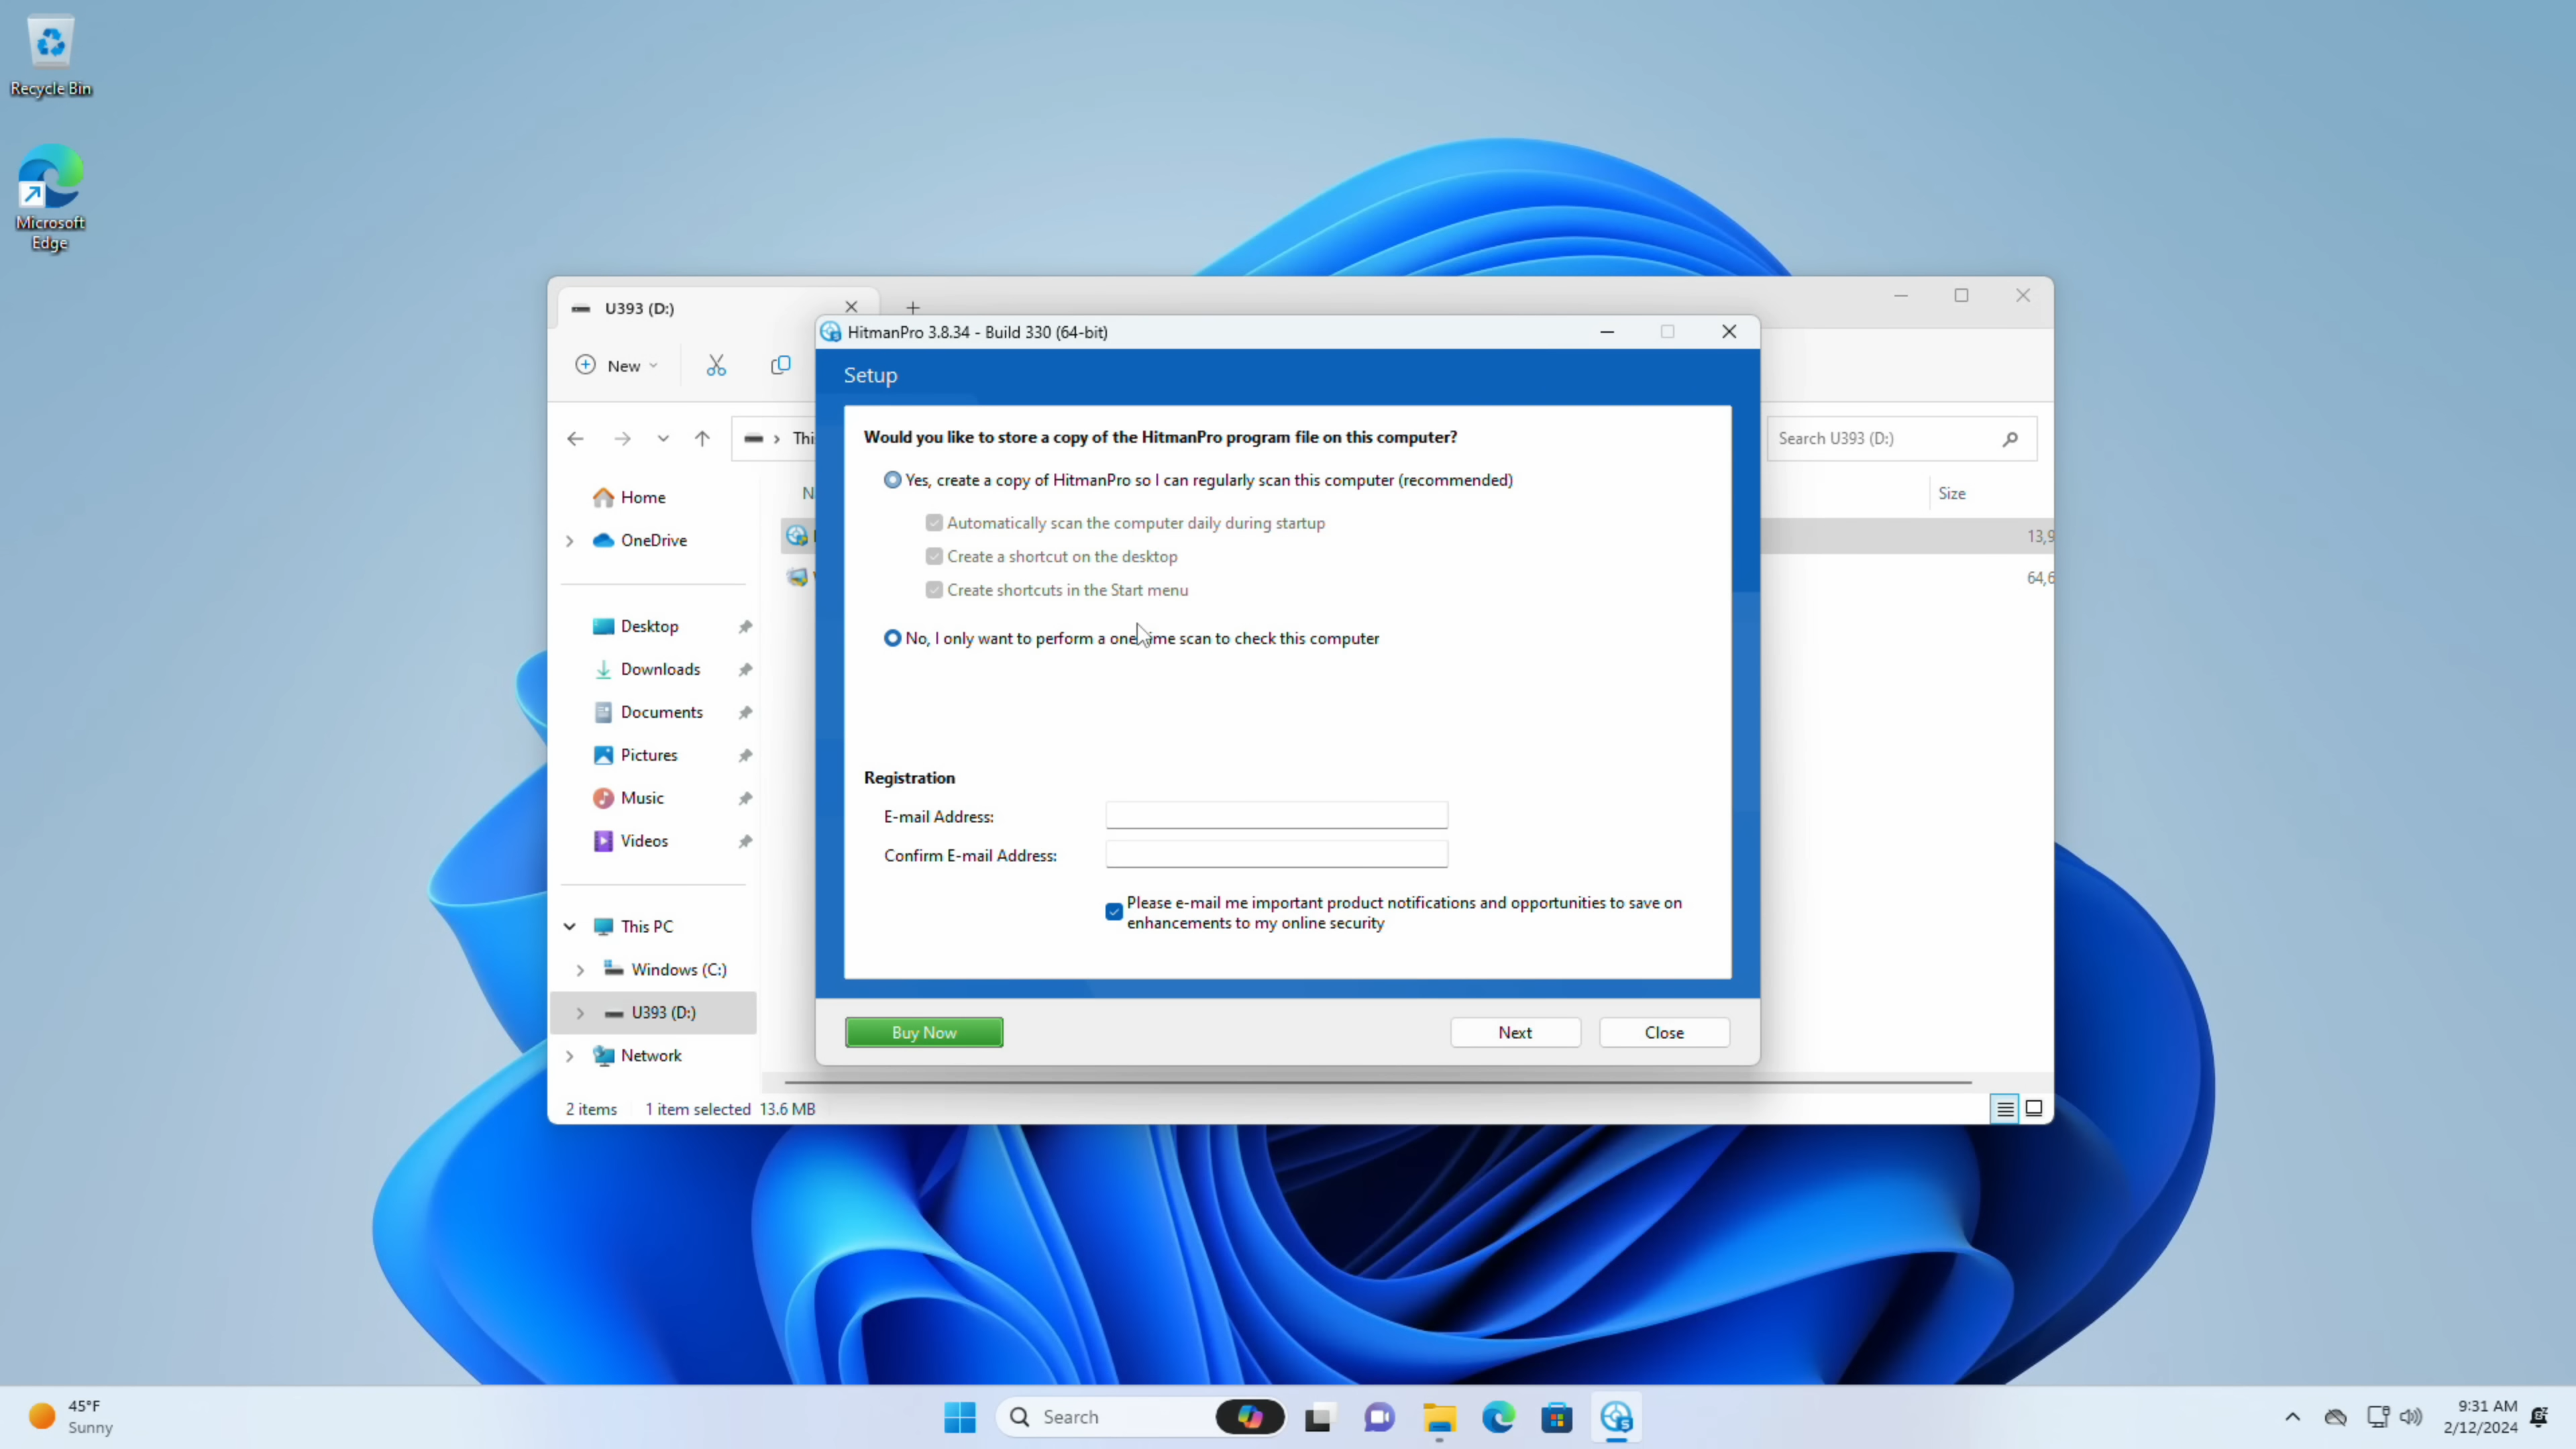 Recycle Bin
Microsoft
Edge
U393 (D:)
New
HitmanPro 3.8.34 - Build 330 (64-bit)
Setup
Would you like to store a copy of the HitmanPro program file on this computer?
Yes, create a copy of HitmanPro so I can regularly scan this computer (recommended)
Automatically scan the computer daily during startup
Create a shortcut on the desktop
Create shortcuts in the Start menu
No, I only want to perform a one time scan to check this computer
Registration
E-mail Address:
Confirm E-mail Address:
Please e-mail me important product notifications and opportunities to save on
enhancements to my online security
Buy Now
Next
Close
Search U393 (D:)
Size
13,9
64,6
Home
OneDrive
Desktop
Downloads
Documents
Pictures
Music
Videos
This PC
Windows (C:)
U393 (D:)
Network
2 items
1 item selected 13.6 MB
45°F
Sunny
Search
9:31 AM
2/12/2024